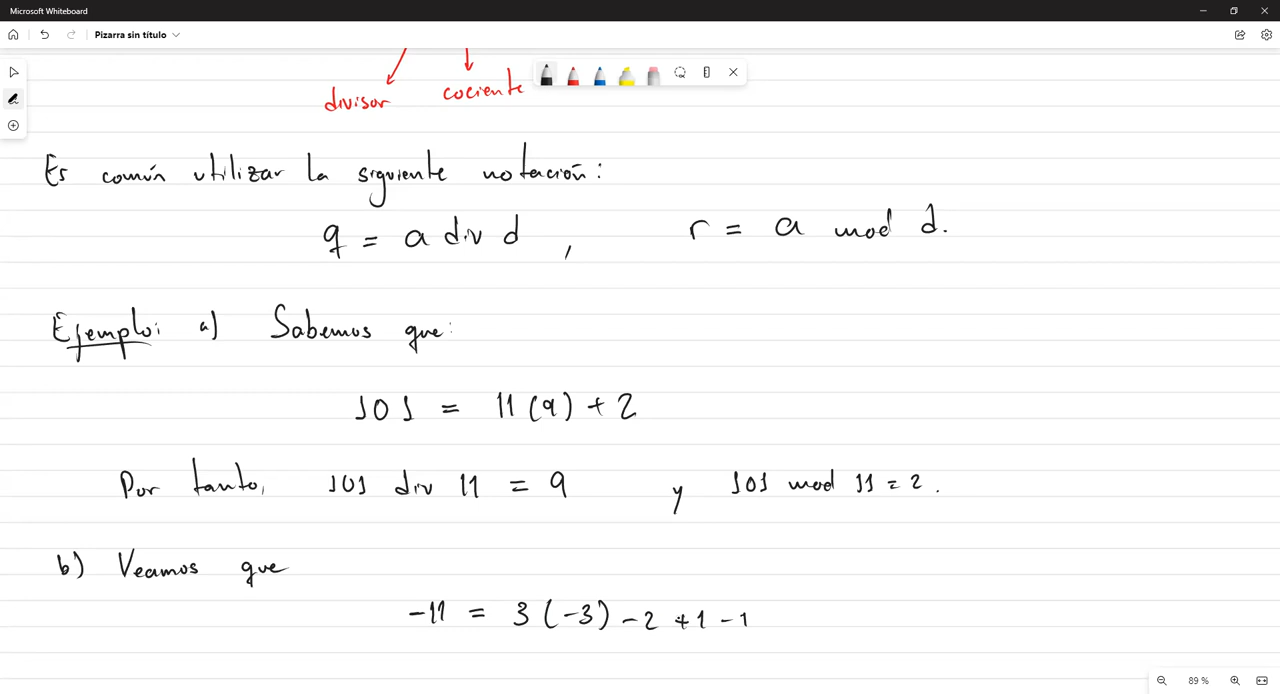 Microsoft Whiteboard
Pizarra sin título
divisor cociente
Es común utilizar la siguiente notación:
q = a div d , r = a mod d.
Ejemplo: a) Sabemos que:
101 = 11(9) + 2
Por tanto, 101 div 11 = 9 y 101 mod 11 = 2.
b) Veamos que
-11 = 3(-3) - 2 + 1 - 1
89 %